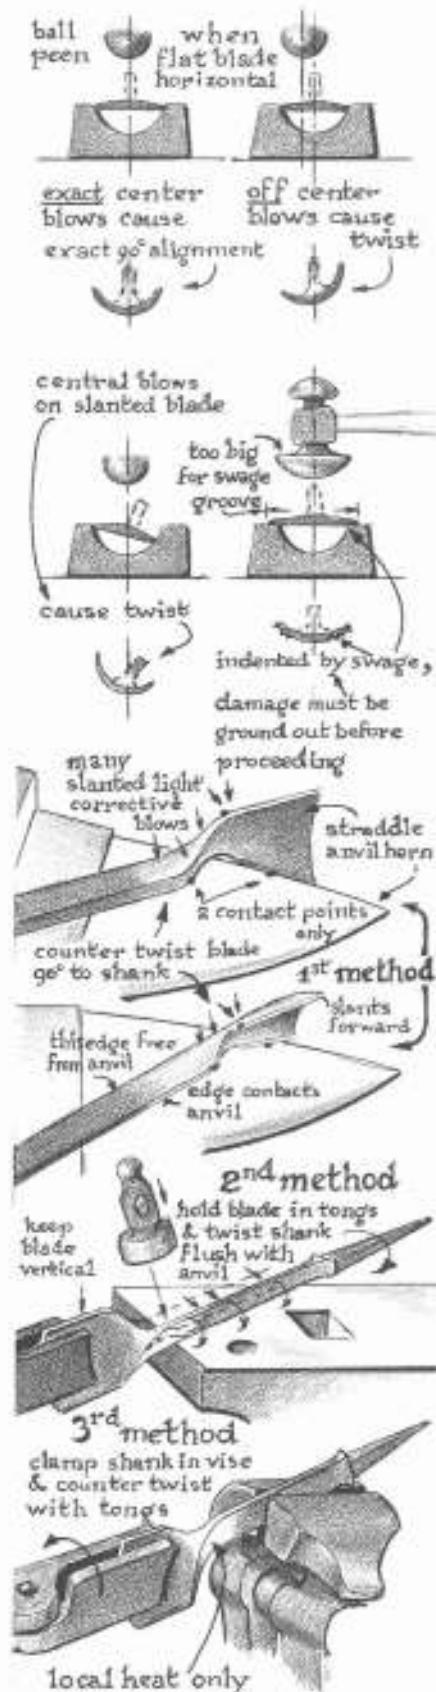 ball
peen
when
flat blade
horizontal
exact center
blows cause
exact 90° alignment
off center
blows cause
twist
central blows
on slanted blade
too big
for swage
groove
cause twist
indented by swage,
damage must be
ground out before
proceeding
many
slanted light
corrective
blows
straddle
anvil horn
2 contact points
only
counter twist blade
90° to shank
1st method
slants
forward
this edge free
from anvil
edge contacts
anvil
2nd method
hold blade in tongs
& twist shank
flush with
anvil
keep
blade
vertical
3rd method
clamp shank in vise
& counter twist
with tongs
local heat only